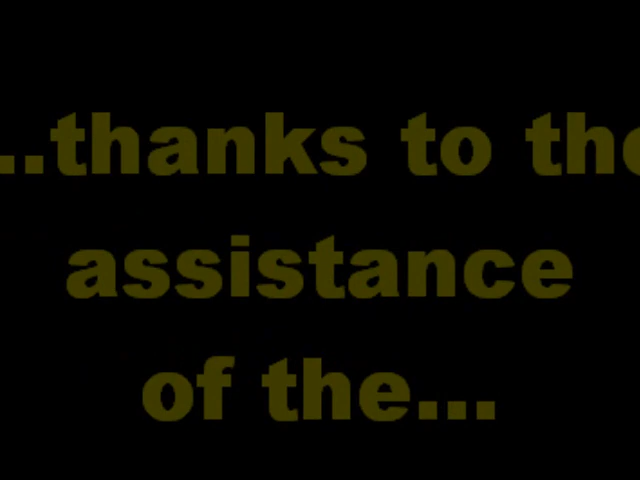 ...thanks to the
assistance
of the...